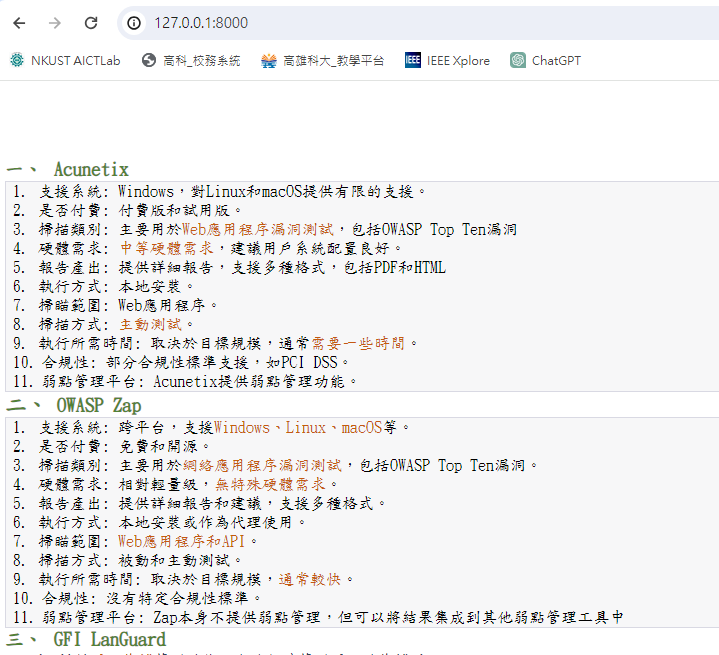 127.0.0.1:8000
NKUST AICTLab 高科_校務系統 高雄科大_教學平台 IEEE IEEE Xplore ChatGPT
一、 Acunetix
1. 支援系統: Windows，對Linux和macOS提供有限的支援。
2. 是否付費: 付費版和試用版。
3. 掃描類別: 主要用於Web應用程序漏洞測試，包括OWASP Top Ten漏洞
4. 硬體需求: 中等硬體需求，建議用戶系統配置良好。
5. 報告產出: 提供詳細報告，支援多種格式，包括PDF和HTML
6. 執行方式: 本地安裝。
7. 掃瞄範圍: Web應用程序。
8. 掃描方式: 主動測試。
9. 執行所需時間: 取決於目標規模，通常需要一些時間。
10. 合規性: 部分合規性標準支援，如PCI DSS。
11. 弱點管理平台: Acunetix提供弱點管理功能。
二、 OWASP Zap
1. 支援系統: 跨平台，支援Windows、Linux、macOS等。
2. 是否付費: 免費和開源。
3. 掃描類別: 主要用於網絡應用程序漏洞測試，包括OWASP Top Ten漏洞。
4. 硬體需求: 相對輕量級，無特殊硬體需求。
5. 報告產出: 提供詳細報告和建議，支援多種格式。
6. 執行方式: 本地安裝或作為代理使用。
7. 掃瞄範圍: Web應用程序和API。
8. 掃描方式: 被動和主動測試。
9. 執行所需時間: 取決於目標規模，通常較快。
10. 合規性: 沒有特定合規性標準。
11. 弱點管理平台: Zap本身不提供弱點管理，但可以將結果集成到其他弱點管理工具中
三、 GFI LanGuard